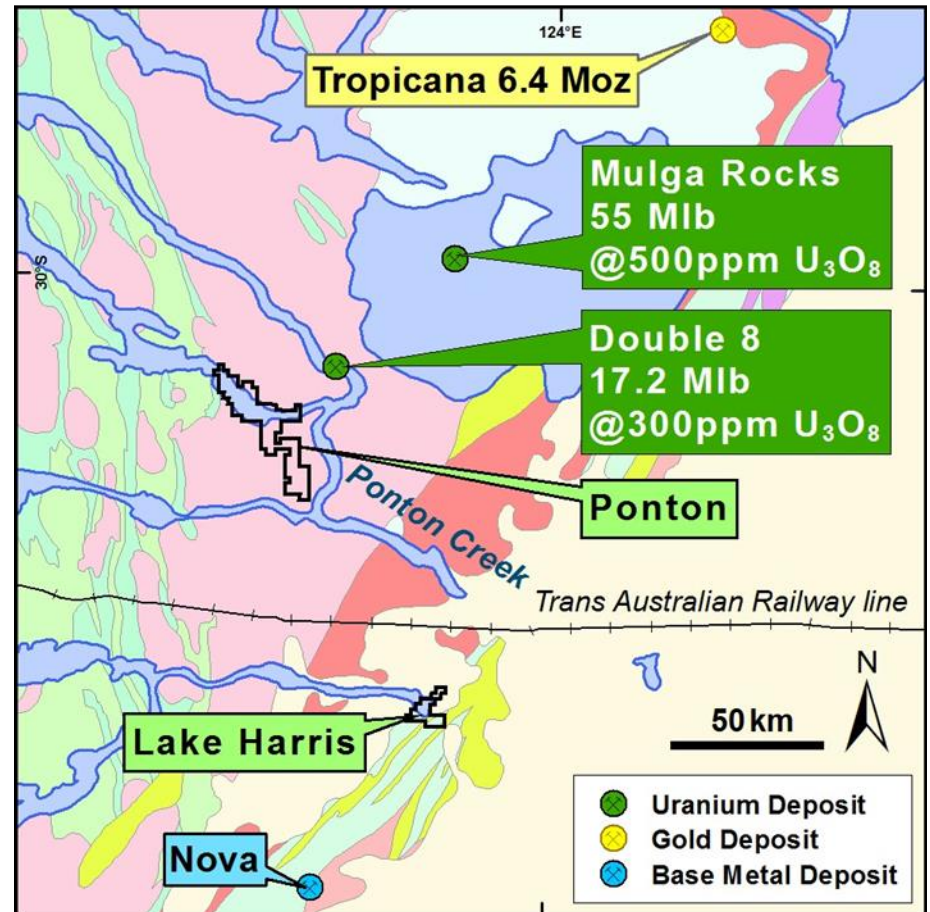 124°E
Tropicana 6.4 Moz
Mulga Rocks
55 Mlb
@500ppm U₃O₈
30°S
Double 8
17.2 Mlb
@300ppm U₃O₈
Ponton
Ponton Creek
Trans Australian Railway line
N
50 km
Lake Harris
Nova
Uranium Deposit
Gold Deposit
Base Metal Deposit